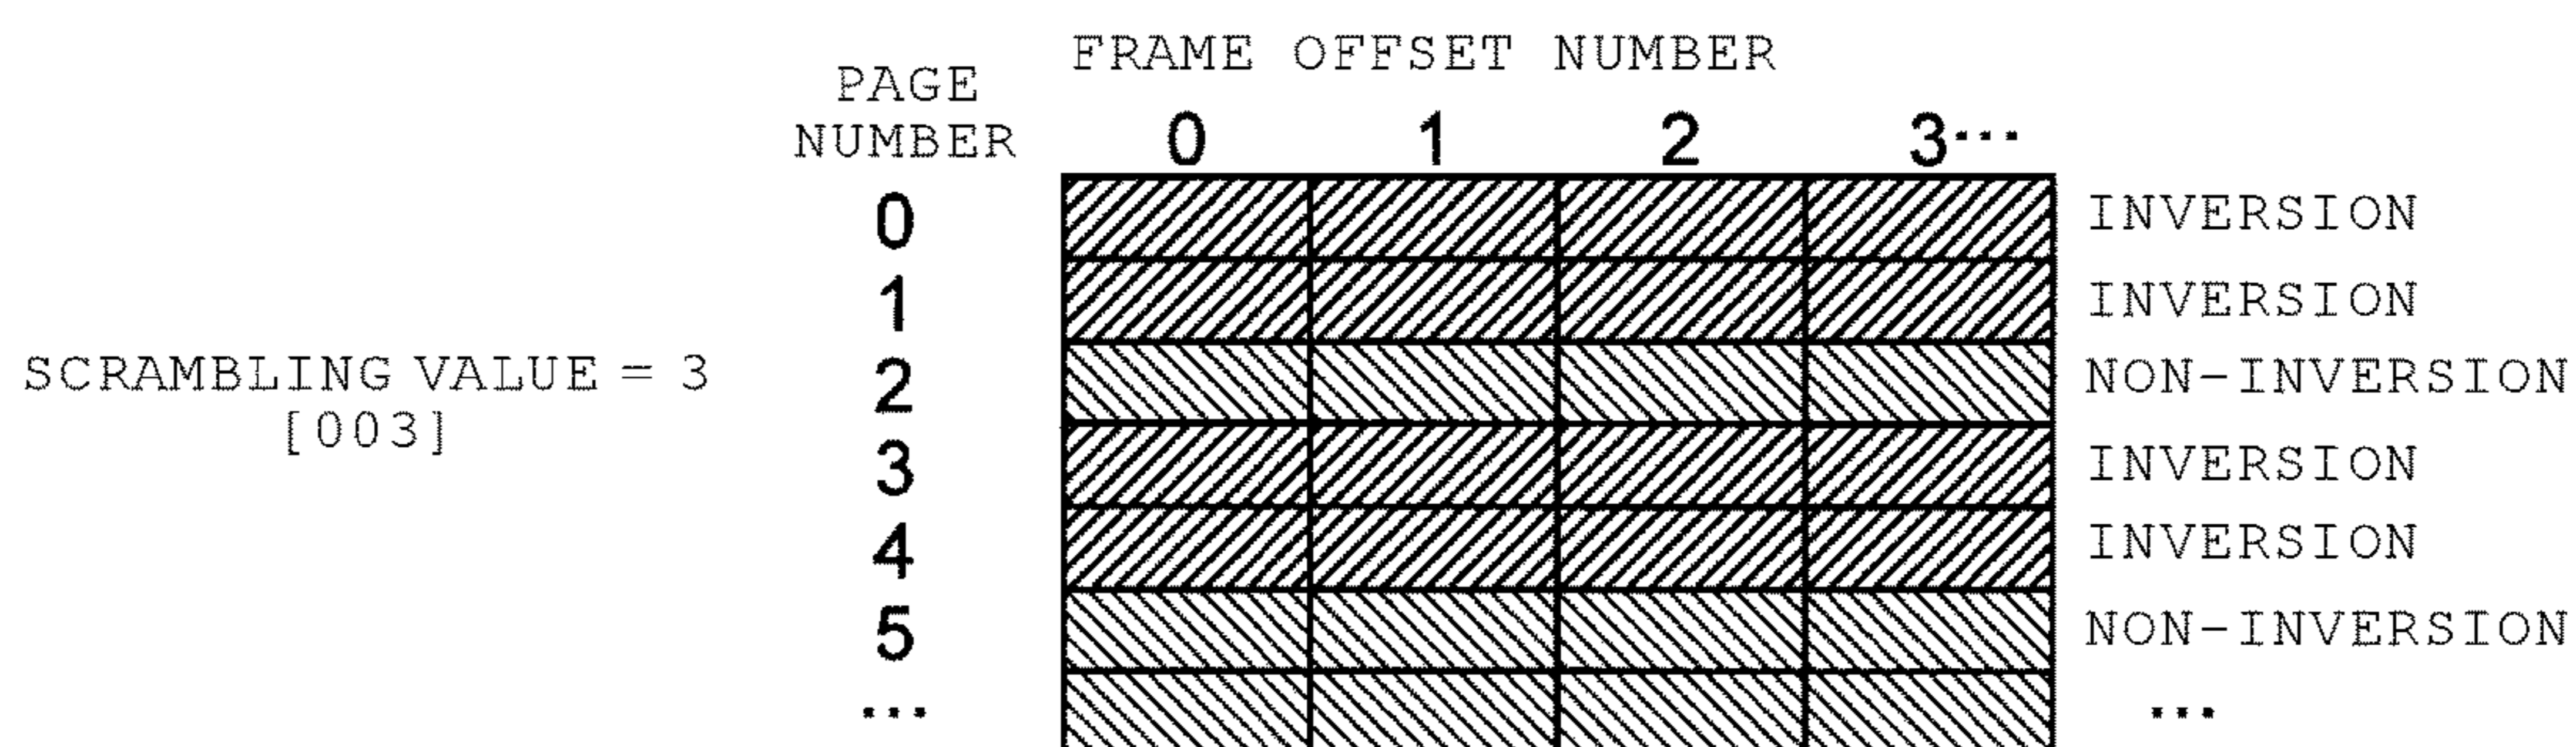 FRAME OFFSET NUMBER
PAGE
NUMBER
0 1 2 3···
0 INVERSION
1 INVERSION
SCRAMBLING VALUE = 3
[003]
2 NON-INVERSION
3 INVERSION
4 INVERSION
5 NON-INVERSION
··· ···